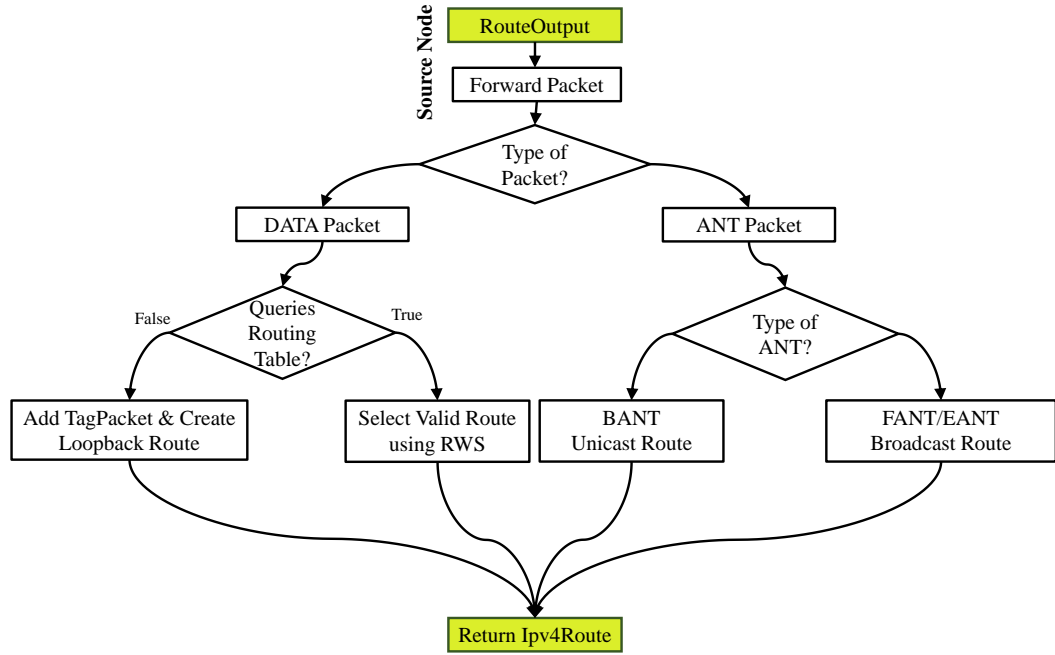 RouteOutput
Source Node
Forward Packet
Type of
Packet?
DATA Packet
ANT Packet
False
Queries
Routing
Table?
True
Type of
ANT?
Add TagPacket & Create
Loopback Route
Select Valid Route
using RWS
BANT
Unicast Route
FANT/EANT
Broadcast Route
Return Ipv4Route